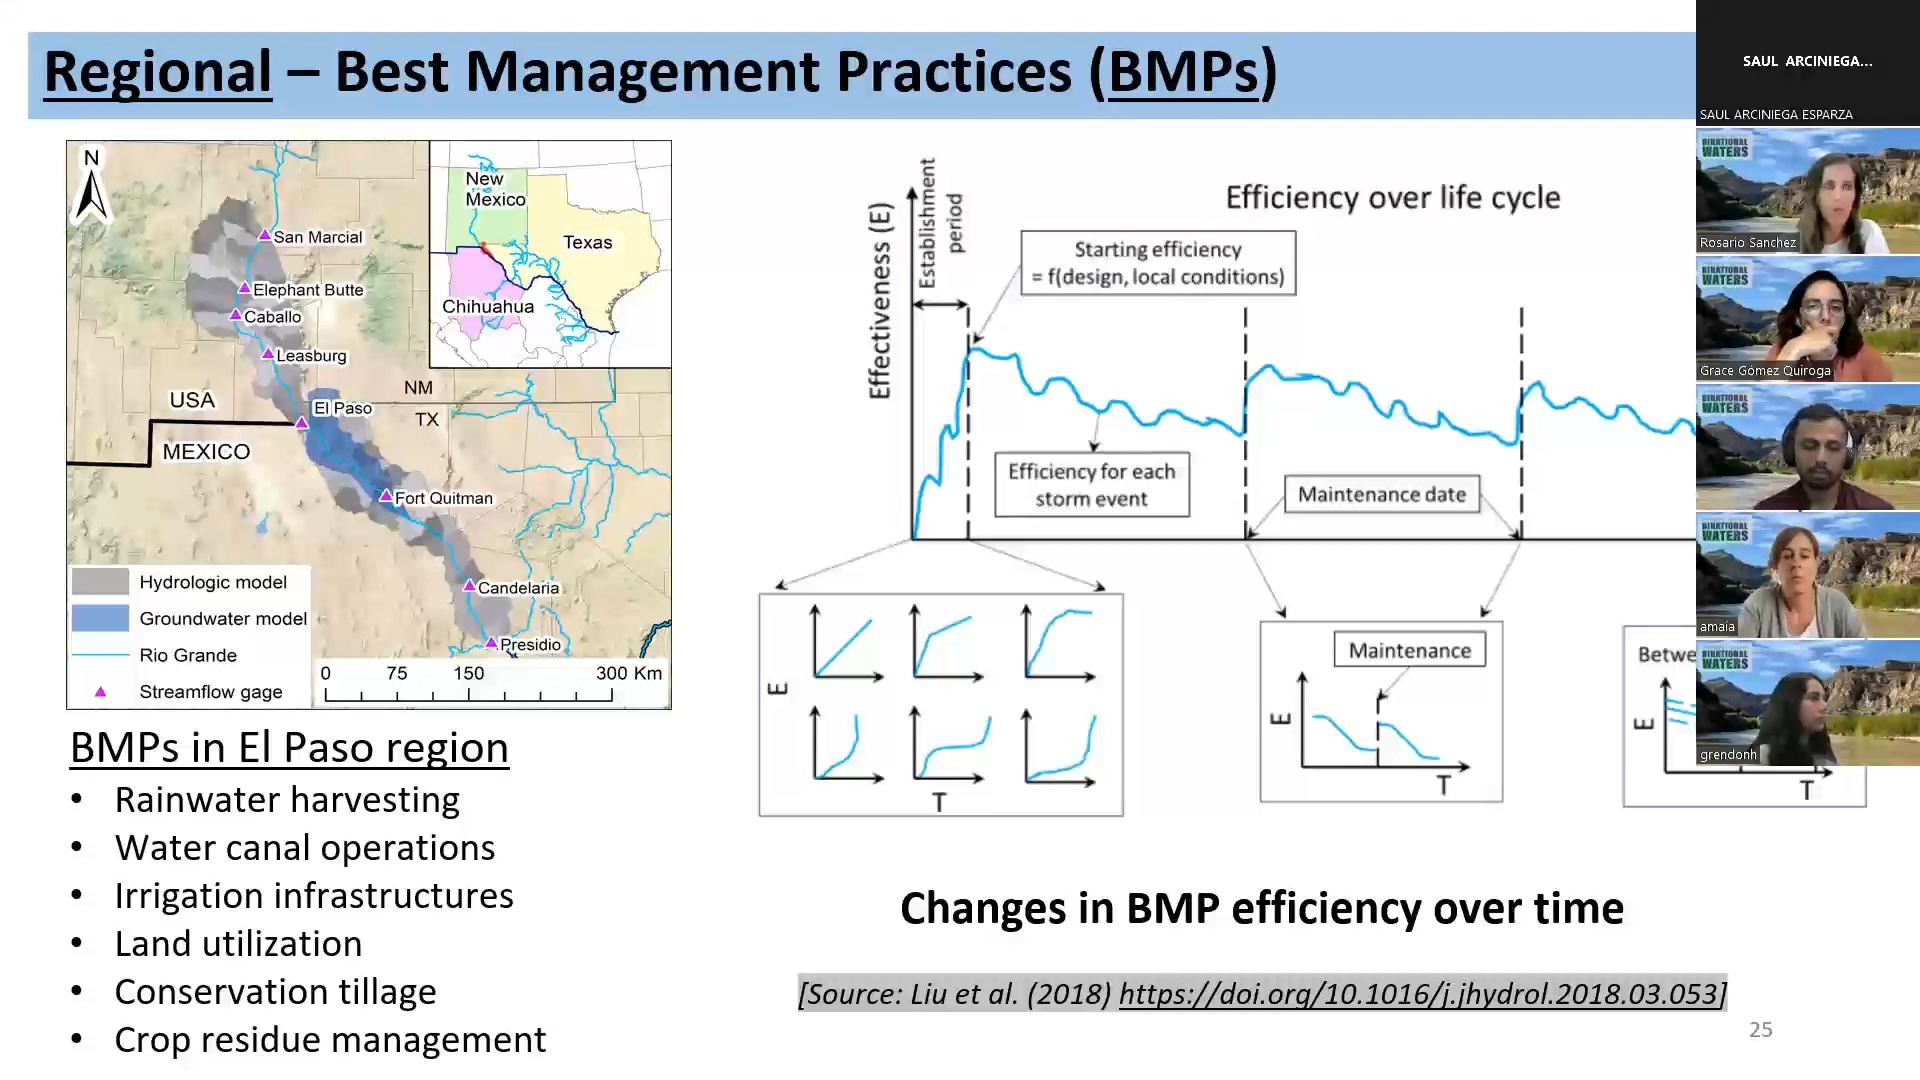 Regional – Best Management Practices (BMPs)
N
San Marcial
Elephant Butte
Caballo
Leasburg
El Paso
Fort Quitman
Candelaria
Presidio
NM
TX
USA
MEXICO
New
Mexico
Texas
Chihuahua
Hydrologic model
Groundwater model
Rio Grande
Streamflow gage
0 75 150 300 Km
BMPs in El Paso region
• Rainwater harvesting
• Water canal operations
• Irrigation infrastructures
• Land utilization
• Conservation tillage
• Crop residue management
Effectiveness (E)
Establishment
period
Efficiency over life cycle
Starting efficiency
= f(design, local conditions)
Efficiency for each
storm event
Maintenance date
E
T
Maintenance
E
T
Betwe
E
T
Changes in BMP efficiency over time
[Source: Liu et al. (2018) https://doi.org/10.1016/j.jhydrol.2018.03.053]
25
SAUL ARCINIEGA...
SAUL ARCINIEGA ESPARZA
BINATIONAL
WATERS
Rosario Sanchez
BINATIONAL
WATERS
Grace Gómez Quiroga
BINATIONAL
WATERS
BINATIONAL
WATERS
amaia
BINATIONAL
WATERS
grendonh